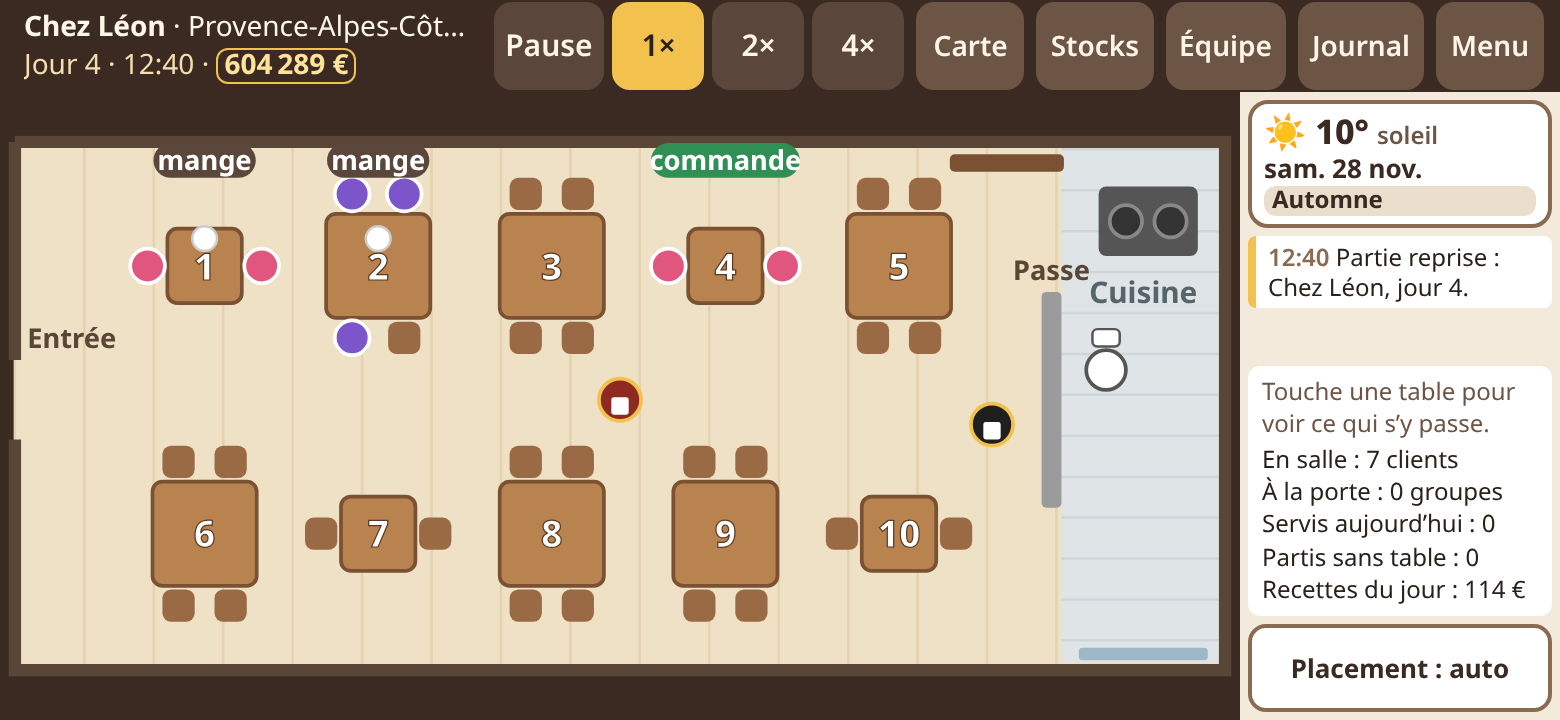 Chez Léon · Provence-Alpes-Côt…
Jour 4 · 12:40 · 604 289 €
Pause
1×
2×
4×
Carte
Stocks
Équipe
Journal
Menu
mange
mange
commande
1
2
3
4
5
Passe
Cuisine
Entrée
6
7
8
9
10
10° soleil
sam. 28 nov.
Automne
12:40 Partie reprise :
Chez Léon, jour 4.
Touche une table pour
voir ce qui s’y passe.
En salle : 7 clients
À la porte : 0 groupes
Servis aujourd’hui : 0
Partis sans table : 0
Recettes du jour : 114 €
Placement : auto